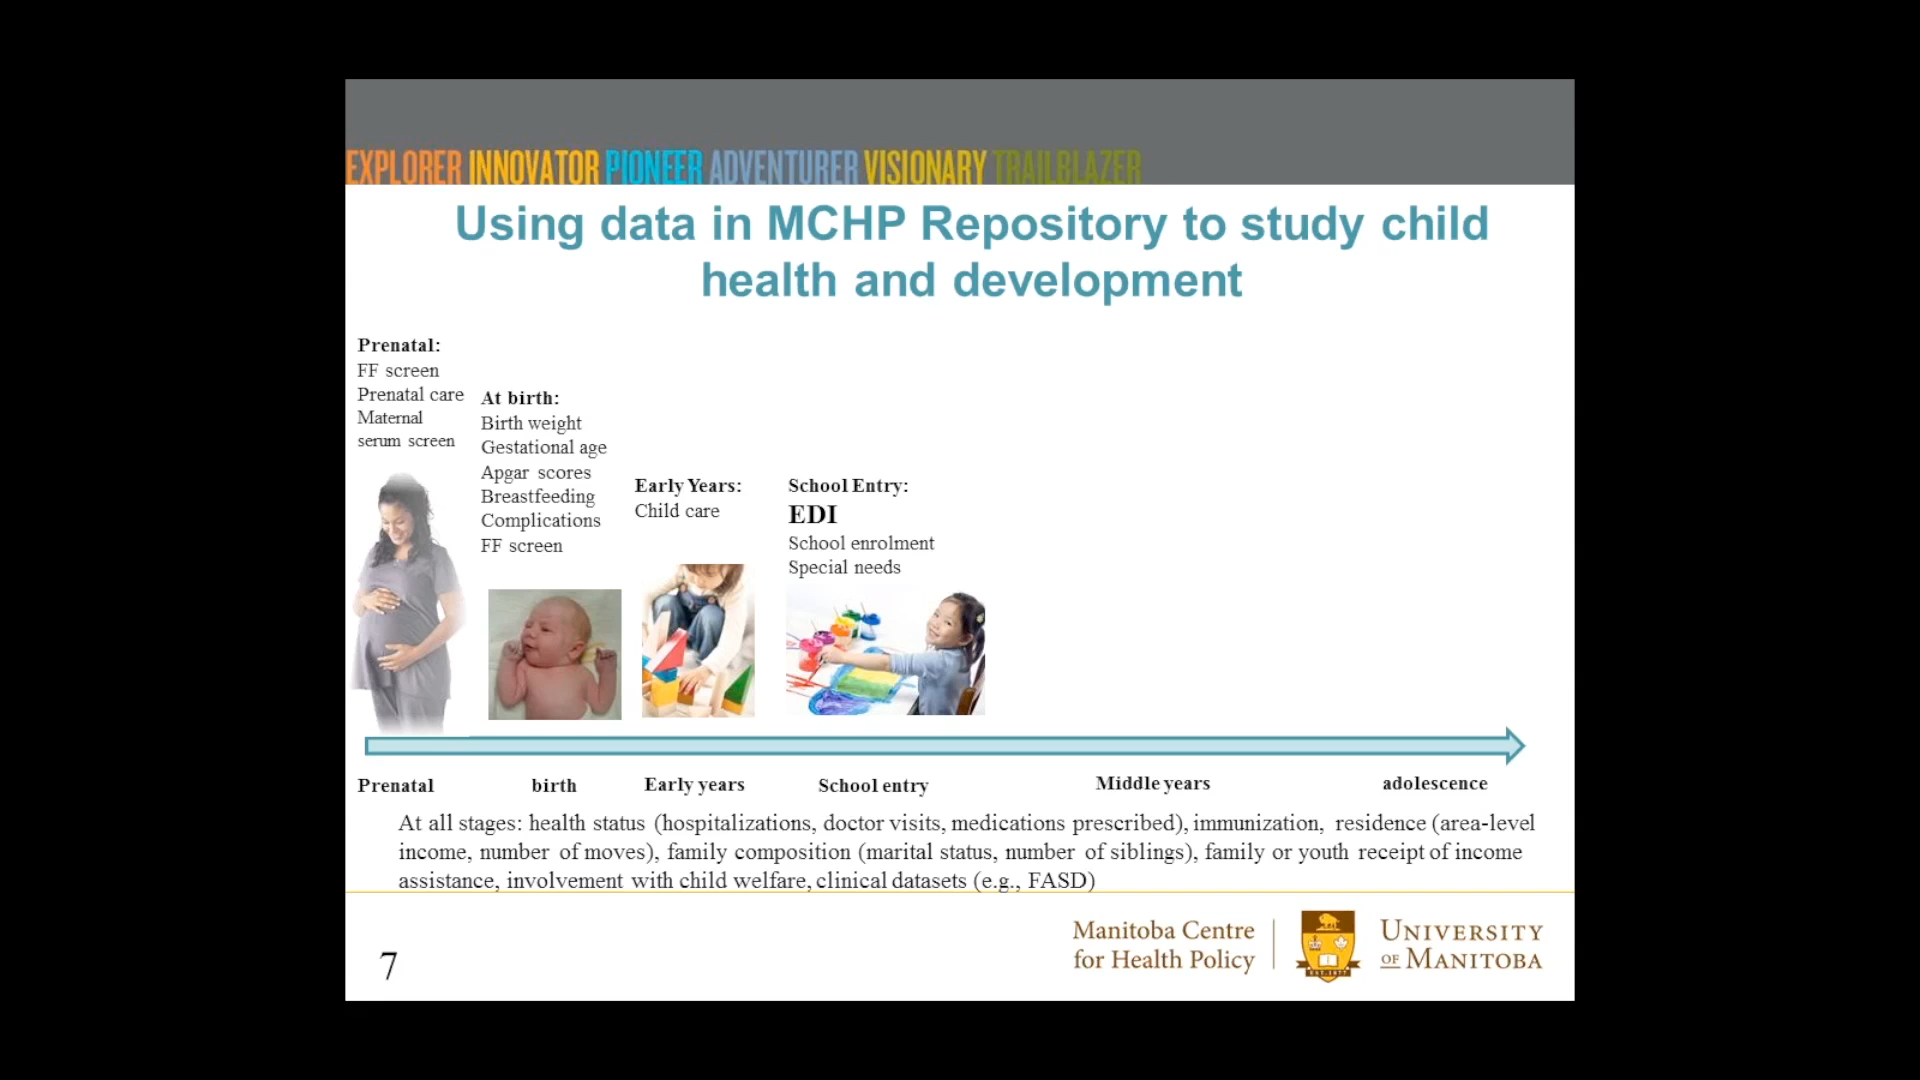 EXPLORER INNOVATOR PIONEER ADVENTURER VISIONARY TRAILBLAZER
Using data in MCHP Repository to study child
health and development
Prenatal:
FF screen
Prenatal care
Maternal
serum screen
At birth:
Birth weight
Gestational age
Apgar scores
Breastfeeding
Complications
FF screen
Early Years:
Child care
School Entry:
EDI
School enrolment
Special needs
Prenatal
birth
Early years
School entry
Middle years
adolescence
At all stages: health status (hospitalizations, doctor visits, medications prescribed), immunization, residence (area-level
income, number of moves), family composition (marital status, number of siblings), family or youth receipt of income
assistance, involvement with child welfare, clinical datasets (e.g., FASD)
7
Manitoba Centre
for Health Policy
UNIVERSITY
OF MANITOBA
EST. 1877